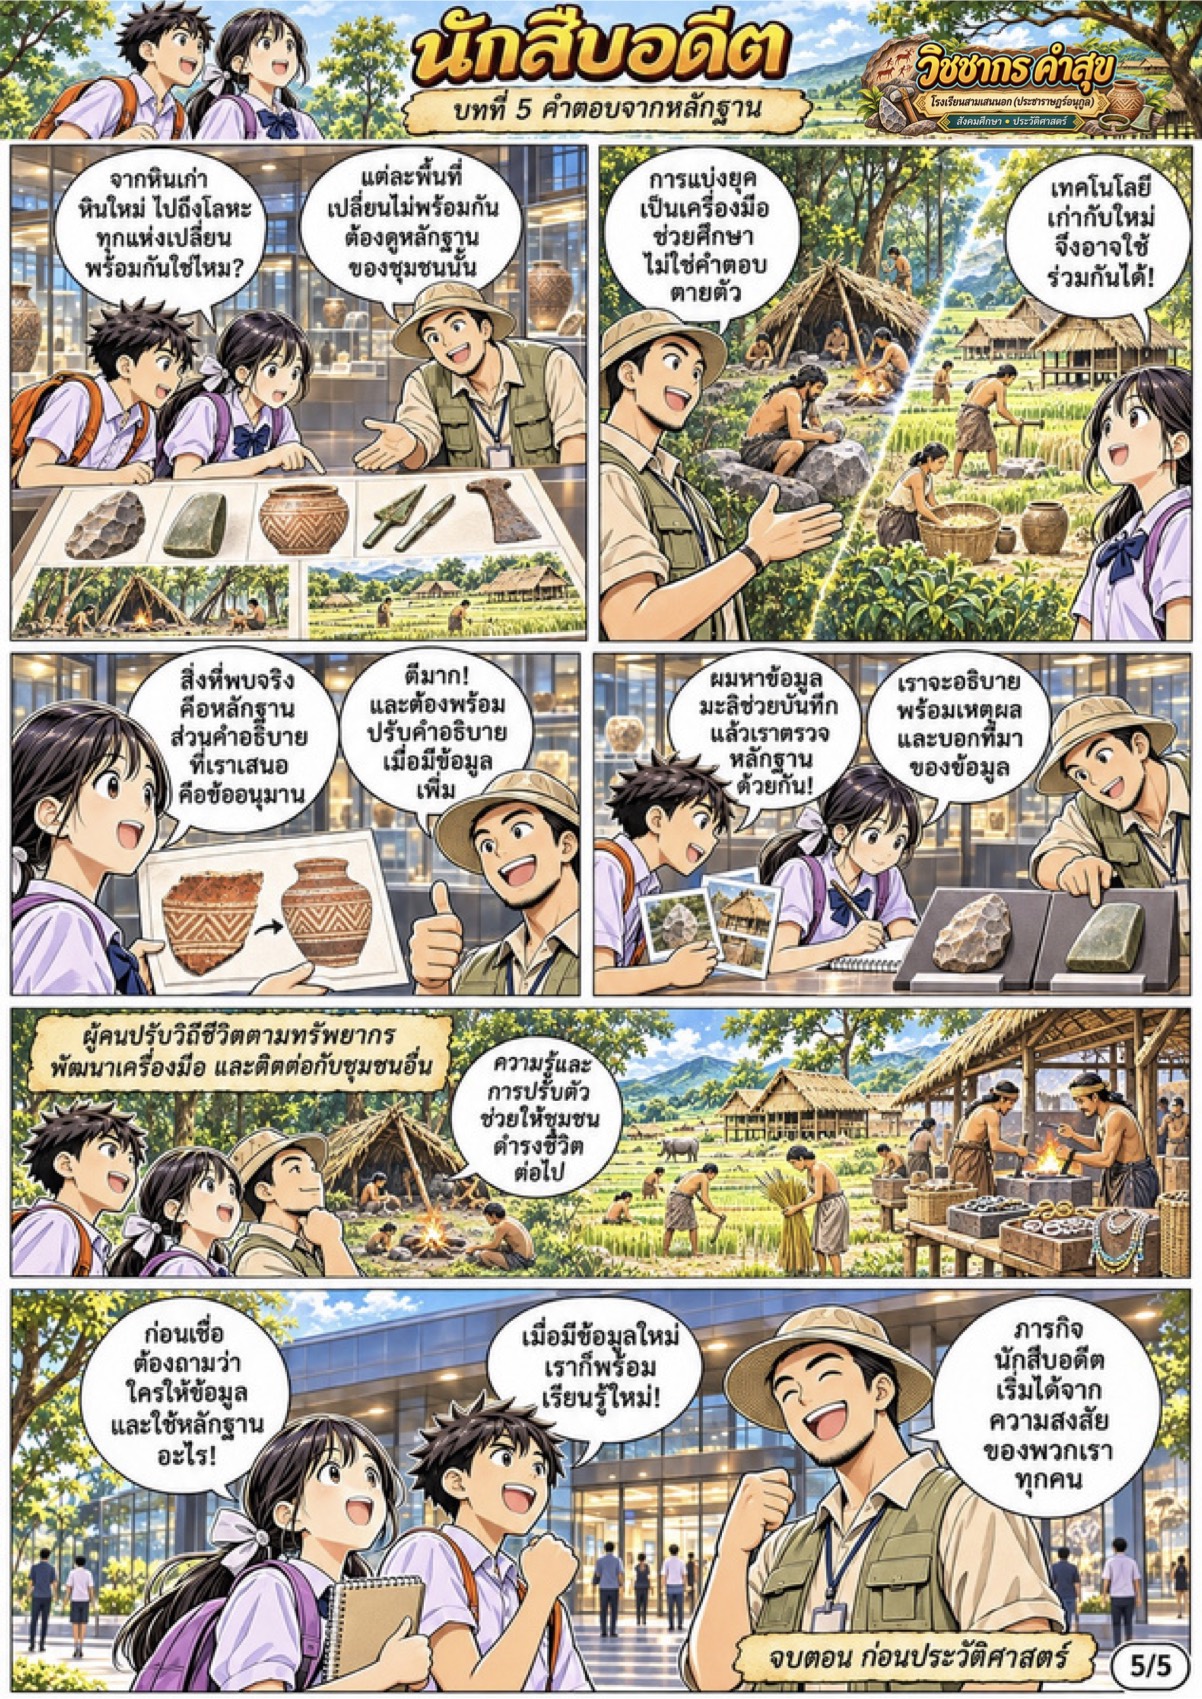 นักสืบอดีต
บทที่ 5 คำตอบจากหลักฐาน
วิชชากร คำสุข
โรงเรียนสามเสนนอก (ประชาราษฎร์อนุกูล)
สังคมศึกษา • ประวัติศาสตร์
จากหินเก่า
หินใหม่ ไปถึงโลหะ
ทุกแห่งเปลี่ยน
พร้อมกันใช่ไหม?
แต่ละพื้นที่
เปลี่ยนไม่พร้อมกัน
ต้องดูหลักฐาน
ของชุมชนนั้น
การแบ่งยุค
เป็นเครื่องมือ
ช่วยศึกษา
ไม่ใช่คำตอบ
ตายตัว
เทคโนโลยี
เก่ากับใหม่
จึงอาจใช้
ร่วมกันได้!
สิ่งที่พบจริง
คือหลักฐาน
ส่วนคำอธิบาย
ที่เราเสนอ
คือข้ออนุมาน
ดีมาก!
และต้องพร้อม
ปรับคำอธิบาย
เมื่อมีข้อมูล
เพิ่ม
ผมหาข้อมูล
มะลิช่วยบันทึก
แล้วเราตรวจ
หลักฐาน
ด้วยกัน!
เราจะอธิบาย
พร้อมเหตุผล
และบอกที่มา
ของข้อมูล
ผู้คนปรับวิถีชีวิตตามทรัพยากร
พัฒนาเครื่องมือ และติดต่อกับชุมชนอื่น
ความรู้และ
การปรับตัว
ช่วยให้ชุมชน
ดำรงชีวิต
ต่อไป
ก่อนเชื่อ
ต้องถามว่า
ใครให้ข้อมูล
และใช้หลักฐาน
อะไร!
เมื่อมีข้อมูลใหม่
เราก็พร้อม
เรียนรู้ใหม่!
ภารกิจ
นักสืบอดีต
เริ่มได้จาก
ความสงสัย
ของพวกเรา
ทุกคน
จบตอน ก่อนประวัติศาสตร์
5/5